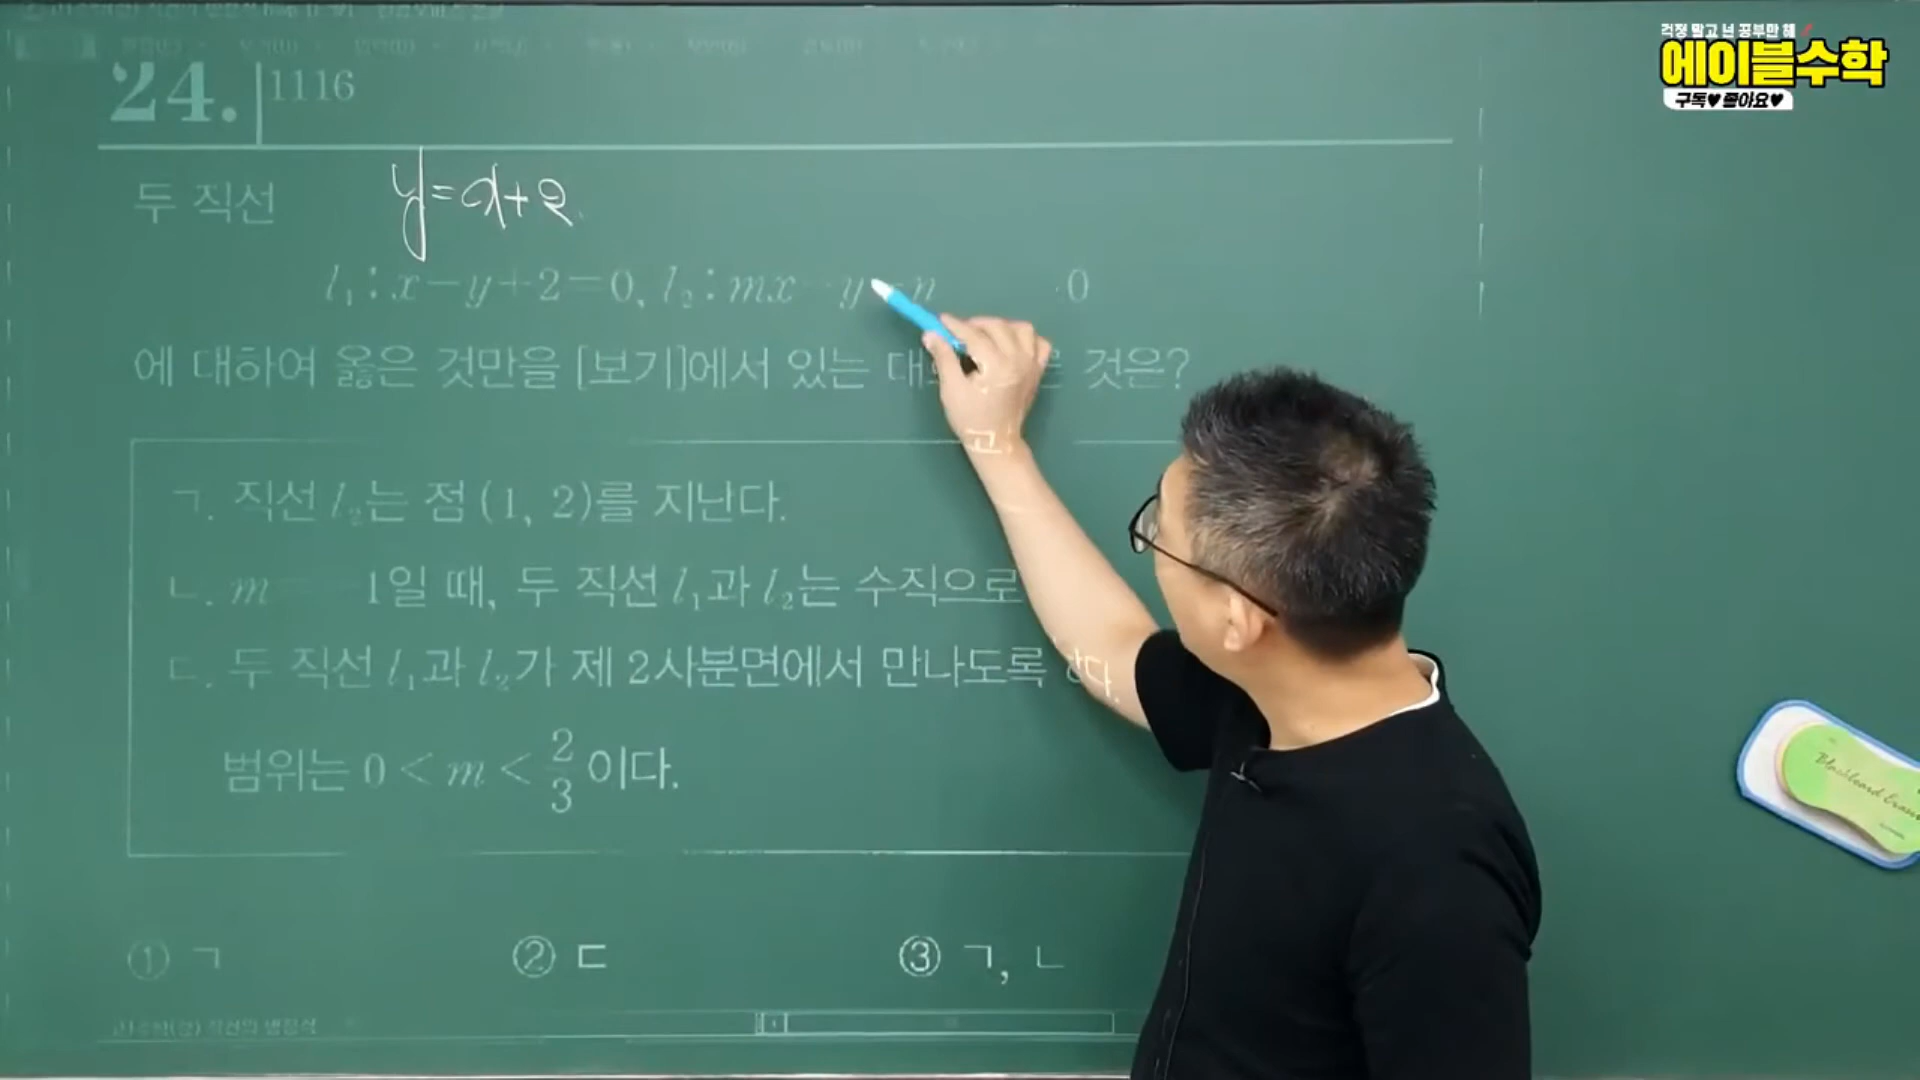 걱정 말고 넌 공부만 해
에이블수학
구독♥ 좋아요♥
24. 1116
두 직선
y=x+2
l₁:x-y+2=0, l₂:mx-y n 0
에 대하여 옳은 것만을 [보기]에서 있는 대 것은?
고,
ㄱ. 직선 l₂는 점 (1, 2)를 지난다.
ㄴ. m 1일 때, 두 직선 l₁과 l₂는 수직으로
ㄷ. 두 직선 l₁과 l₂가 제 2사분면에서 만나도록
범위는 0 < m < 2/3 이다.
① ㄱ ② ㄷ ③ ㄱ, ㄴ
Blackboard Eraser